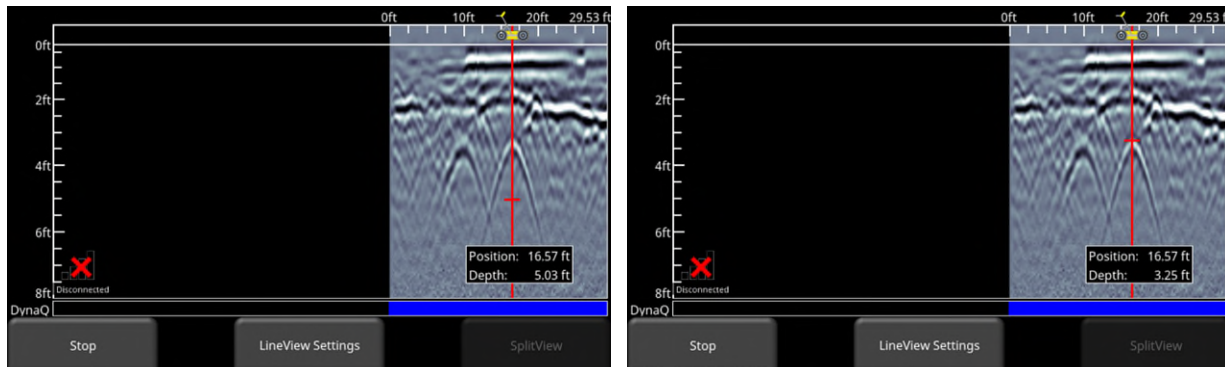 0ft 10ft 20ft 29.53 ft
0ft
2ft
4ft
6ft
8ft
Disconnected
Position: 16.57 ft
Depth: 5.03 ft
DynaQ
Stop LineView Settings SplitView
0ft 10ft 20ft 29.53 ft
0ft
2ft
4ft
6ft
8ft
Disconnected
Position: 16.57 ft
Depth: 3.25 ft
DynaQ
Stop LineView Settings SplitView